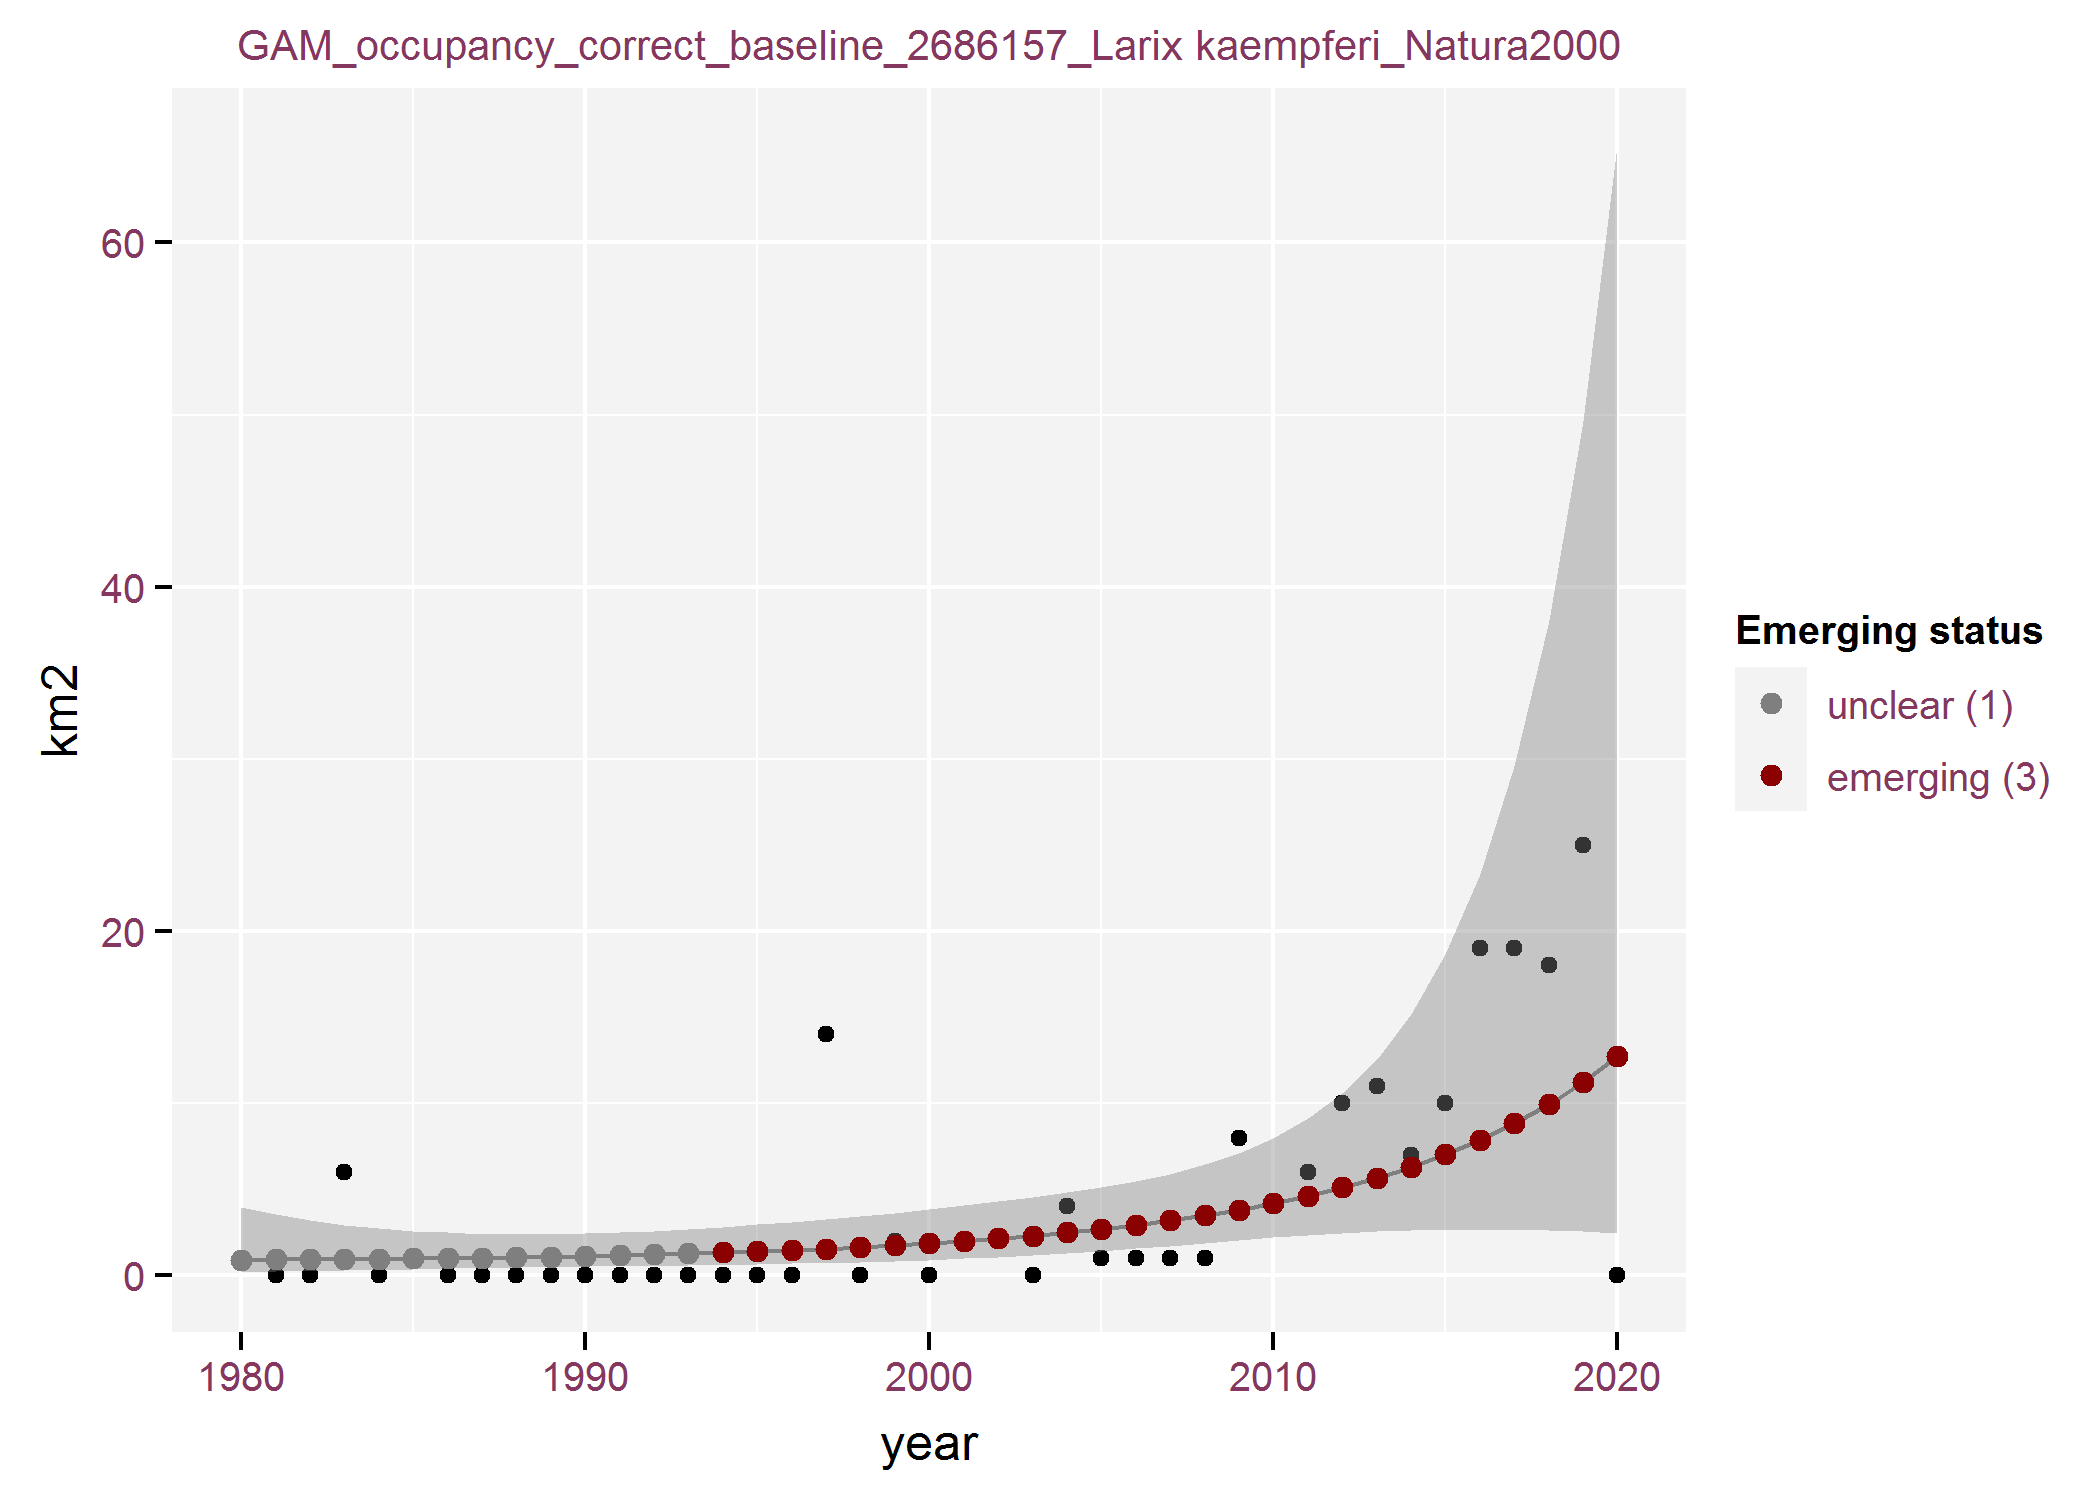 GAM_occupancy_correct_baseline_2686157_Larix kaempferi_Natura2000
60
40
20
0
km2
1980
1990
2000
2010
2020
year
Emerging status
unclear (1)
emerging (3)